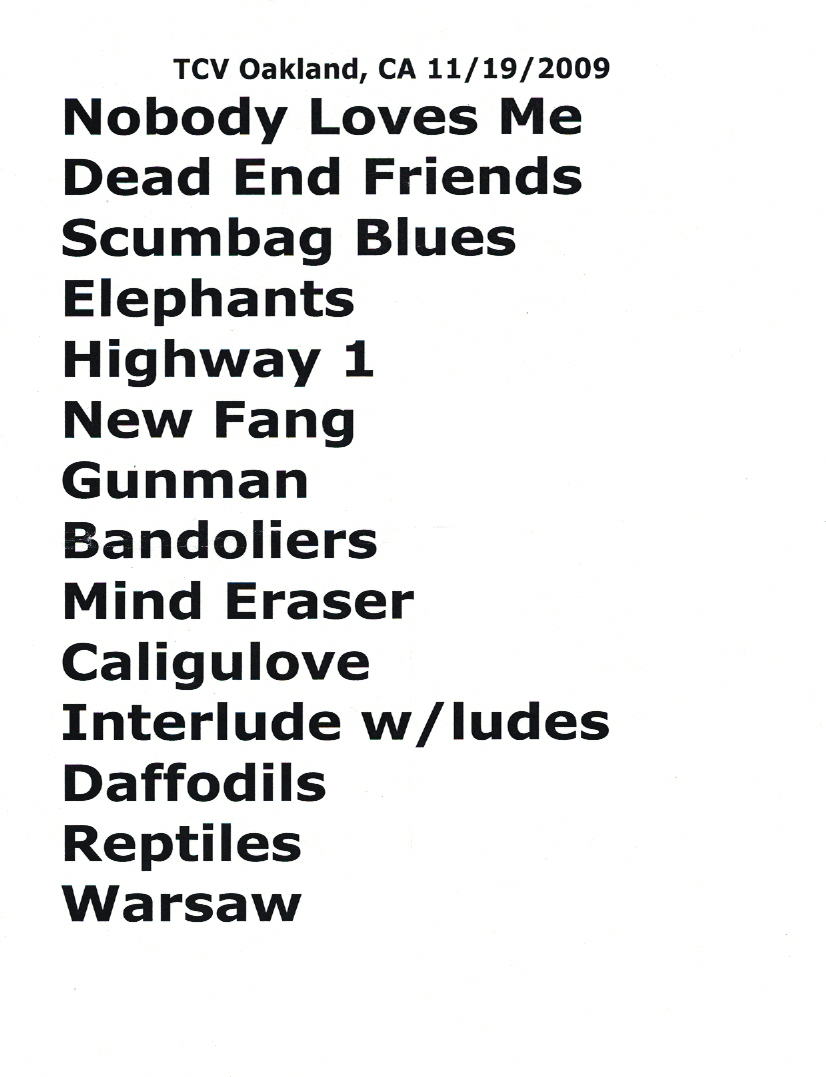 TCV Oakland, CA 11/19/2009
Nobody Loves Me
Dead End Friends
Scumbag Blues
Elephants
Highway 1
New Fang
Gunman
Bandoliers
Mind Eraser
Caligulove
Interlude w/ludes
Daffodils
Reptiles
Warsaw